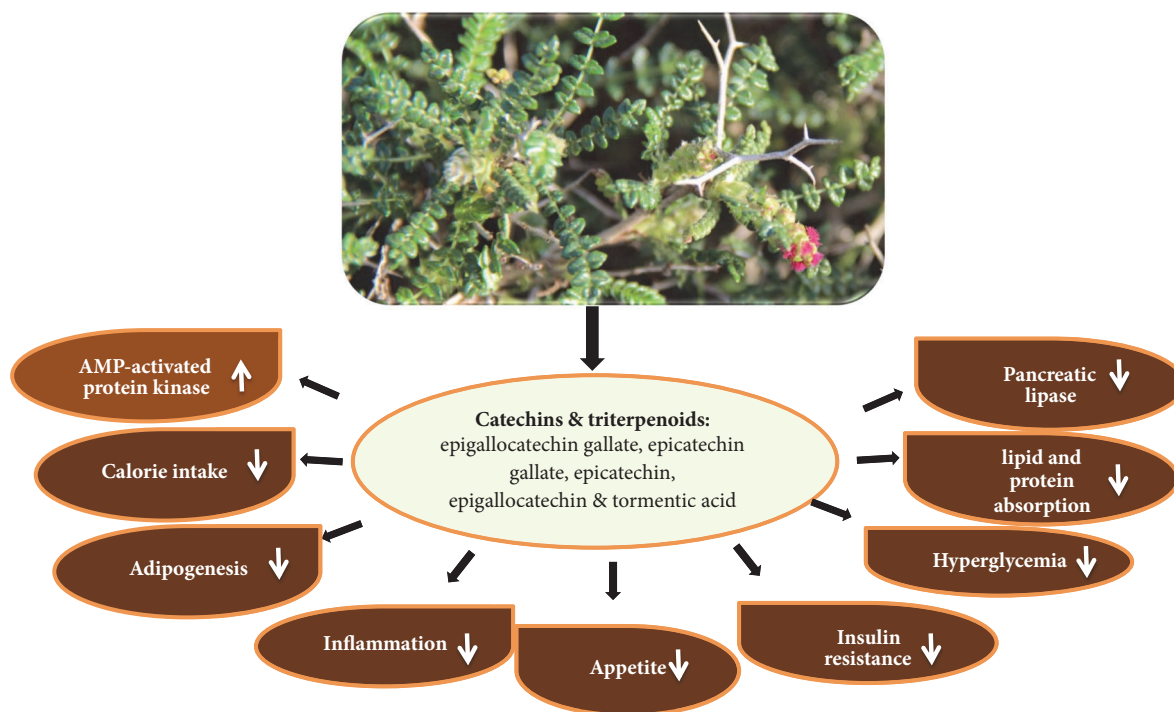 AMP-activated
protein kinase
Calorie intake
Adipogenesis
Inflammation
Appetite
Insulin
resistance
Hyperglycemia
lipid and
protein
absorption
Pancreatic
lipase
Catechins & triterpenoids:
epigallocatechin gallate, epicatechin
gallate, epicatechin,
epigallocatechin & tormentic acid